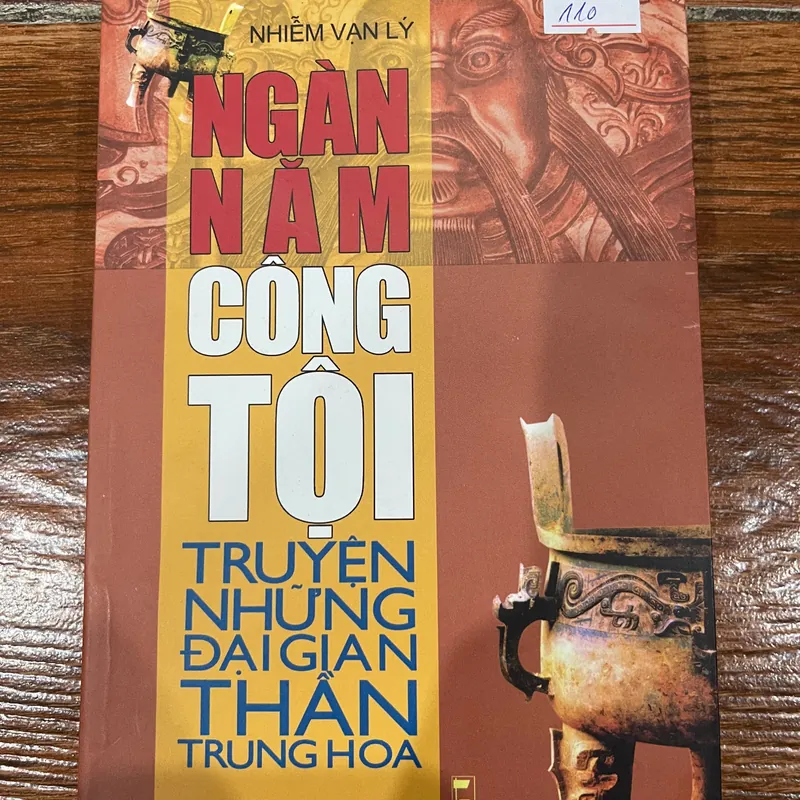 110
NHIỄM VẠN LÝ
NGÀN
NĂM
CÔNG
TỘI
TRUYỆN
NHỮNG
ĐẠI GIAN
THẦN
TRUNG HOA